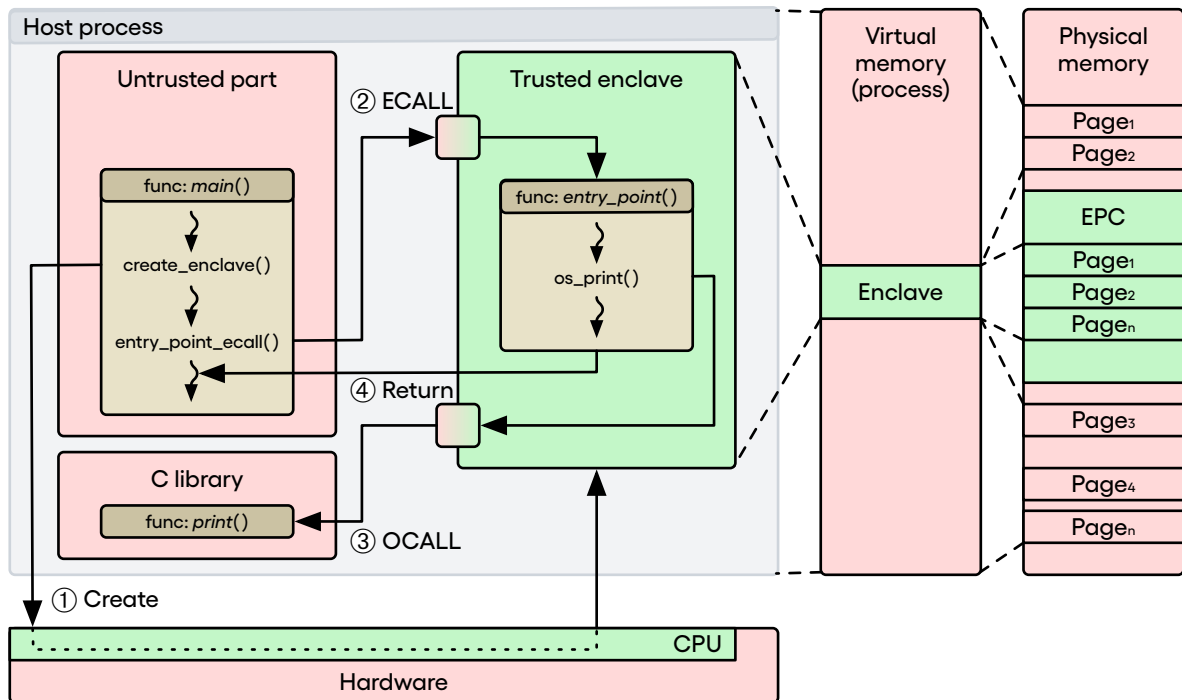 Host process
Untrusted part
func: main()
create_enclave()
entry_point_ecall()
② ECALL
Trusted enclave
func: entry_point()
os_print()
④ Return
C library
func: print()
③ OCALL
① Create
CPU
Hardware
Virtual
memory
(process)
Enclave
Physical
memory
Page₁
Page₂
EPC
Page₁
Page₂
Pageₙ
Page₃
Page₄
Pageₙ